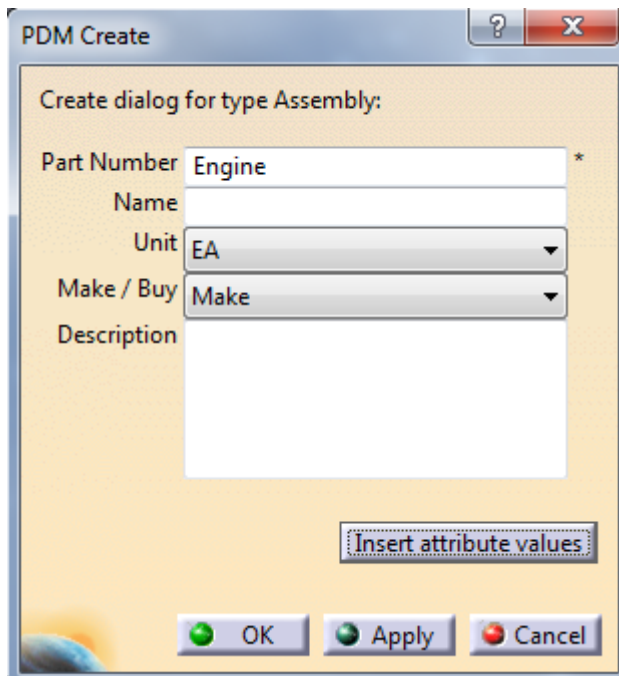 PDM Create
?
X
Create dialog for type Assembly:
Part Number Engine *
Name
Unit EA
Make / Buy Make
Description
Insert attribute values
OK Apply Cancel